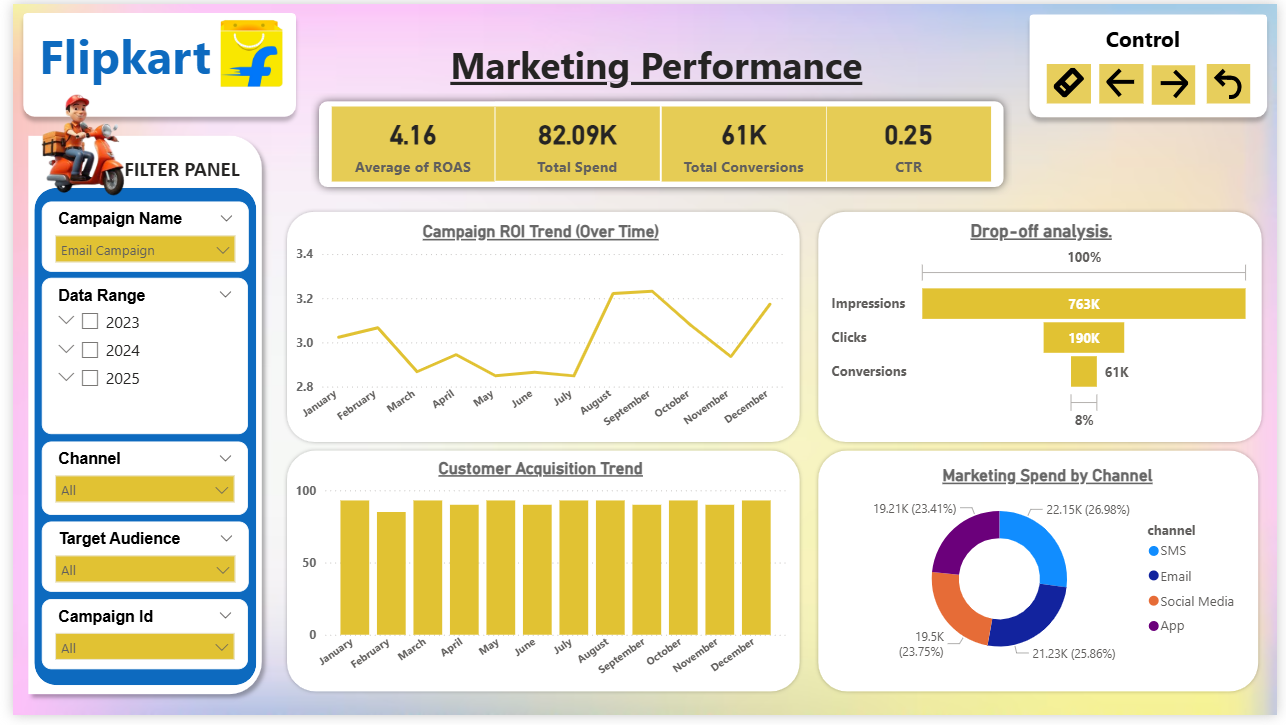 Flipkart
Marketing Performance
Control
4.16
Average of ROAS
82.09K
Total Spend
61K
Total Conversions
0.25
CTR
FILTER PANEL
Campaign Name
Email Campaign
Data Range
2023
2024
2025
Channel
All
Target Audience
All
Campaign Id
All
Campaign ROI Trend (Over Time)
3.4
3.2
3.0
2.8
January
February
March
April
May
June
July
August
September
October
November
December
Drop-off analysis.
100%
Impressions
763K
Clicks
190K
Conversions
61K
8%
Customer Acquisition Trend
100
50
0
January
February
March
April
May
June
July
August
September
October
November
December
Marketing Spend by Channel
19.21K (23.41%)
22.15K (26.98%)
19.5K
(23.75%)
21.23K (25.86%)
channel
SMS
Email
Social Media
App